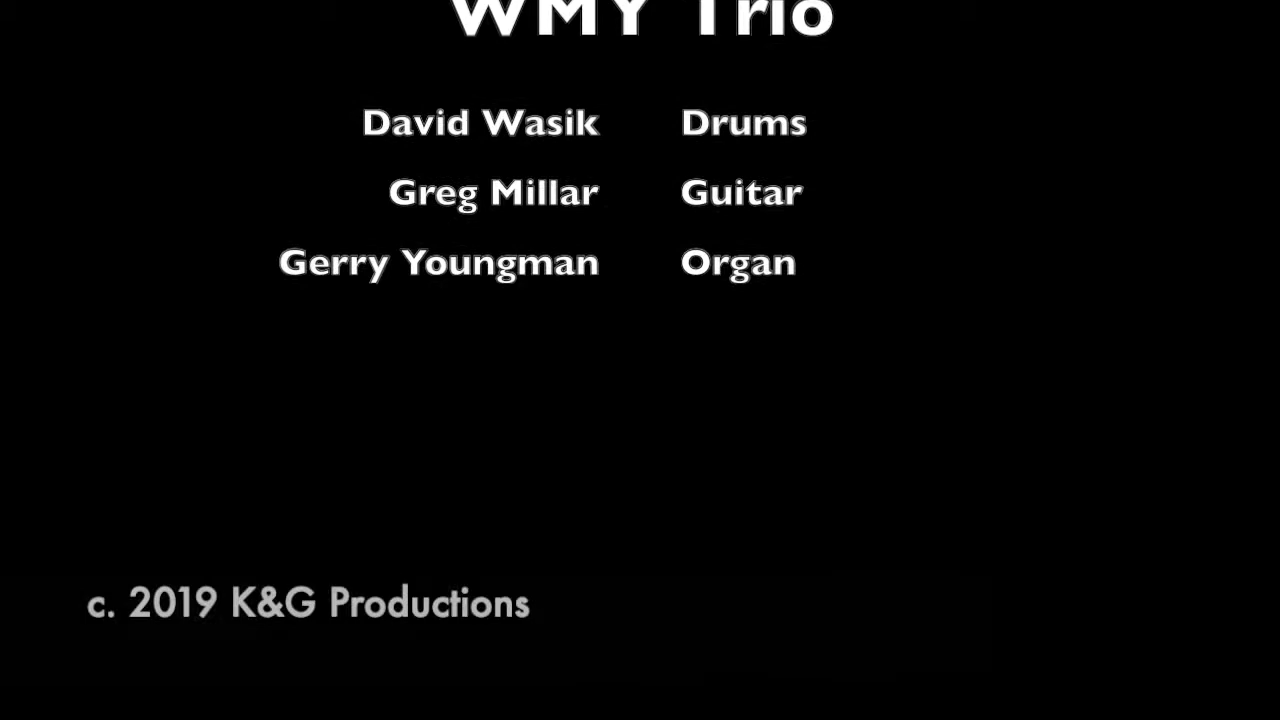 WMY Trio
David Wasik Drums
Greg Millar Guitar
Gerry Youngman Organ
c. 2019 K&G Productions